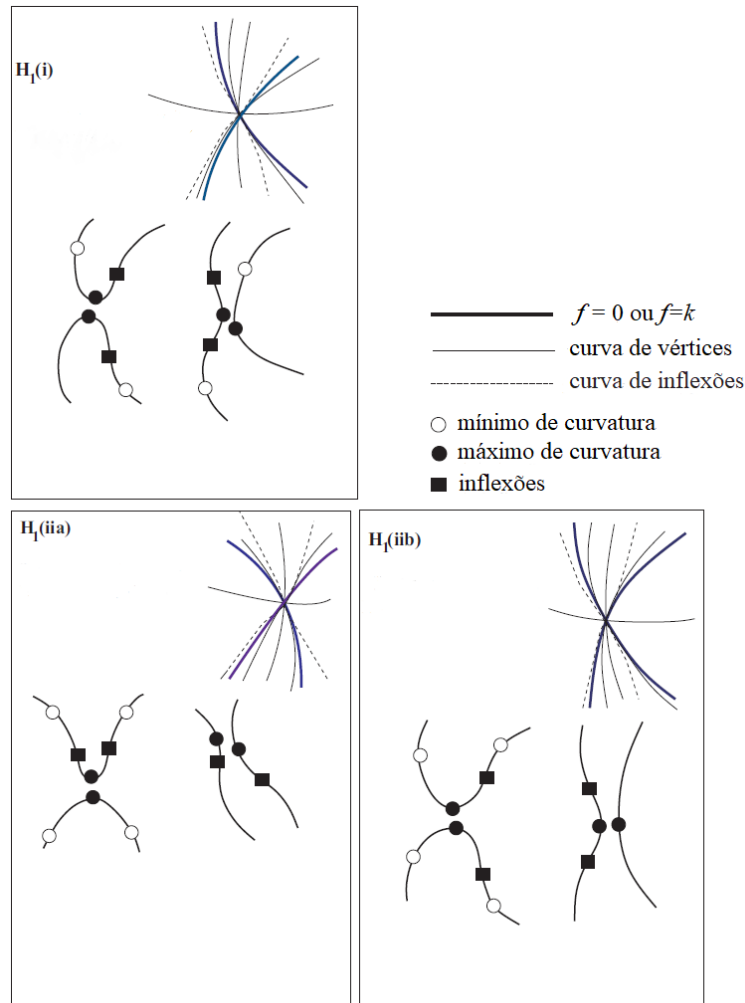 H₁(i)
f = 0 ou f=k
curva de vértices
curva de inflexões
mínimo de curvatura
máximo de curvatura
inflexões
H₁(iia)
H₁(iib)